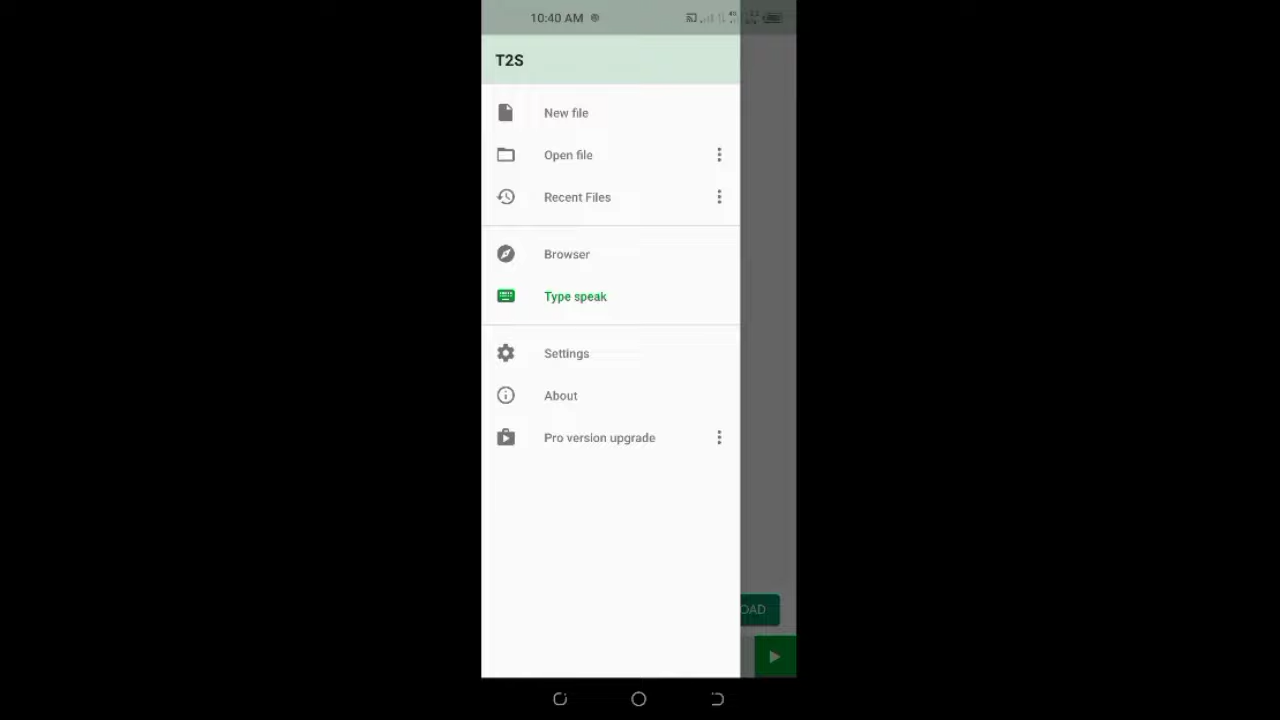 10:40 AM
T2S
New file
Open file
Recent Files
Browser
Type speak
Settings
About
Pro version upgrade
OAD